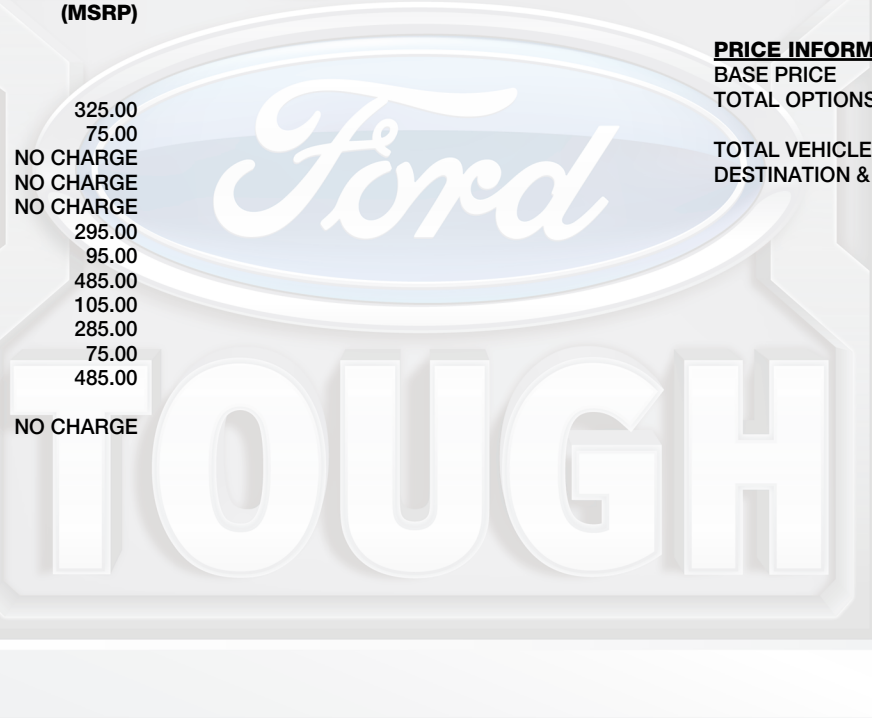 (MSRP)
325.00
75.00
NO CHARGE
NO CHARGE
NO CHARGE
295.00
95.00
485.00
105.00
285.00
75.00
485.00
NO CHARGE
PRICE INFORM
BASE PRICE
TOTAL OPTIONS
TOTAL VEHICLE
DESTINATION &
Ford
TOUGH